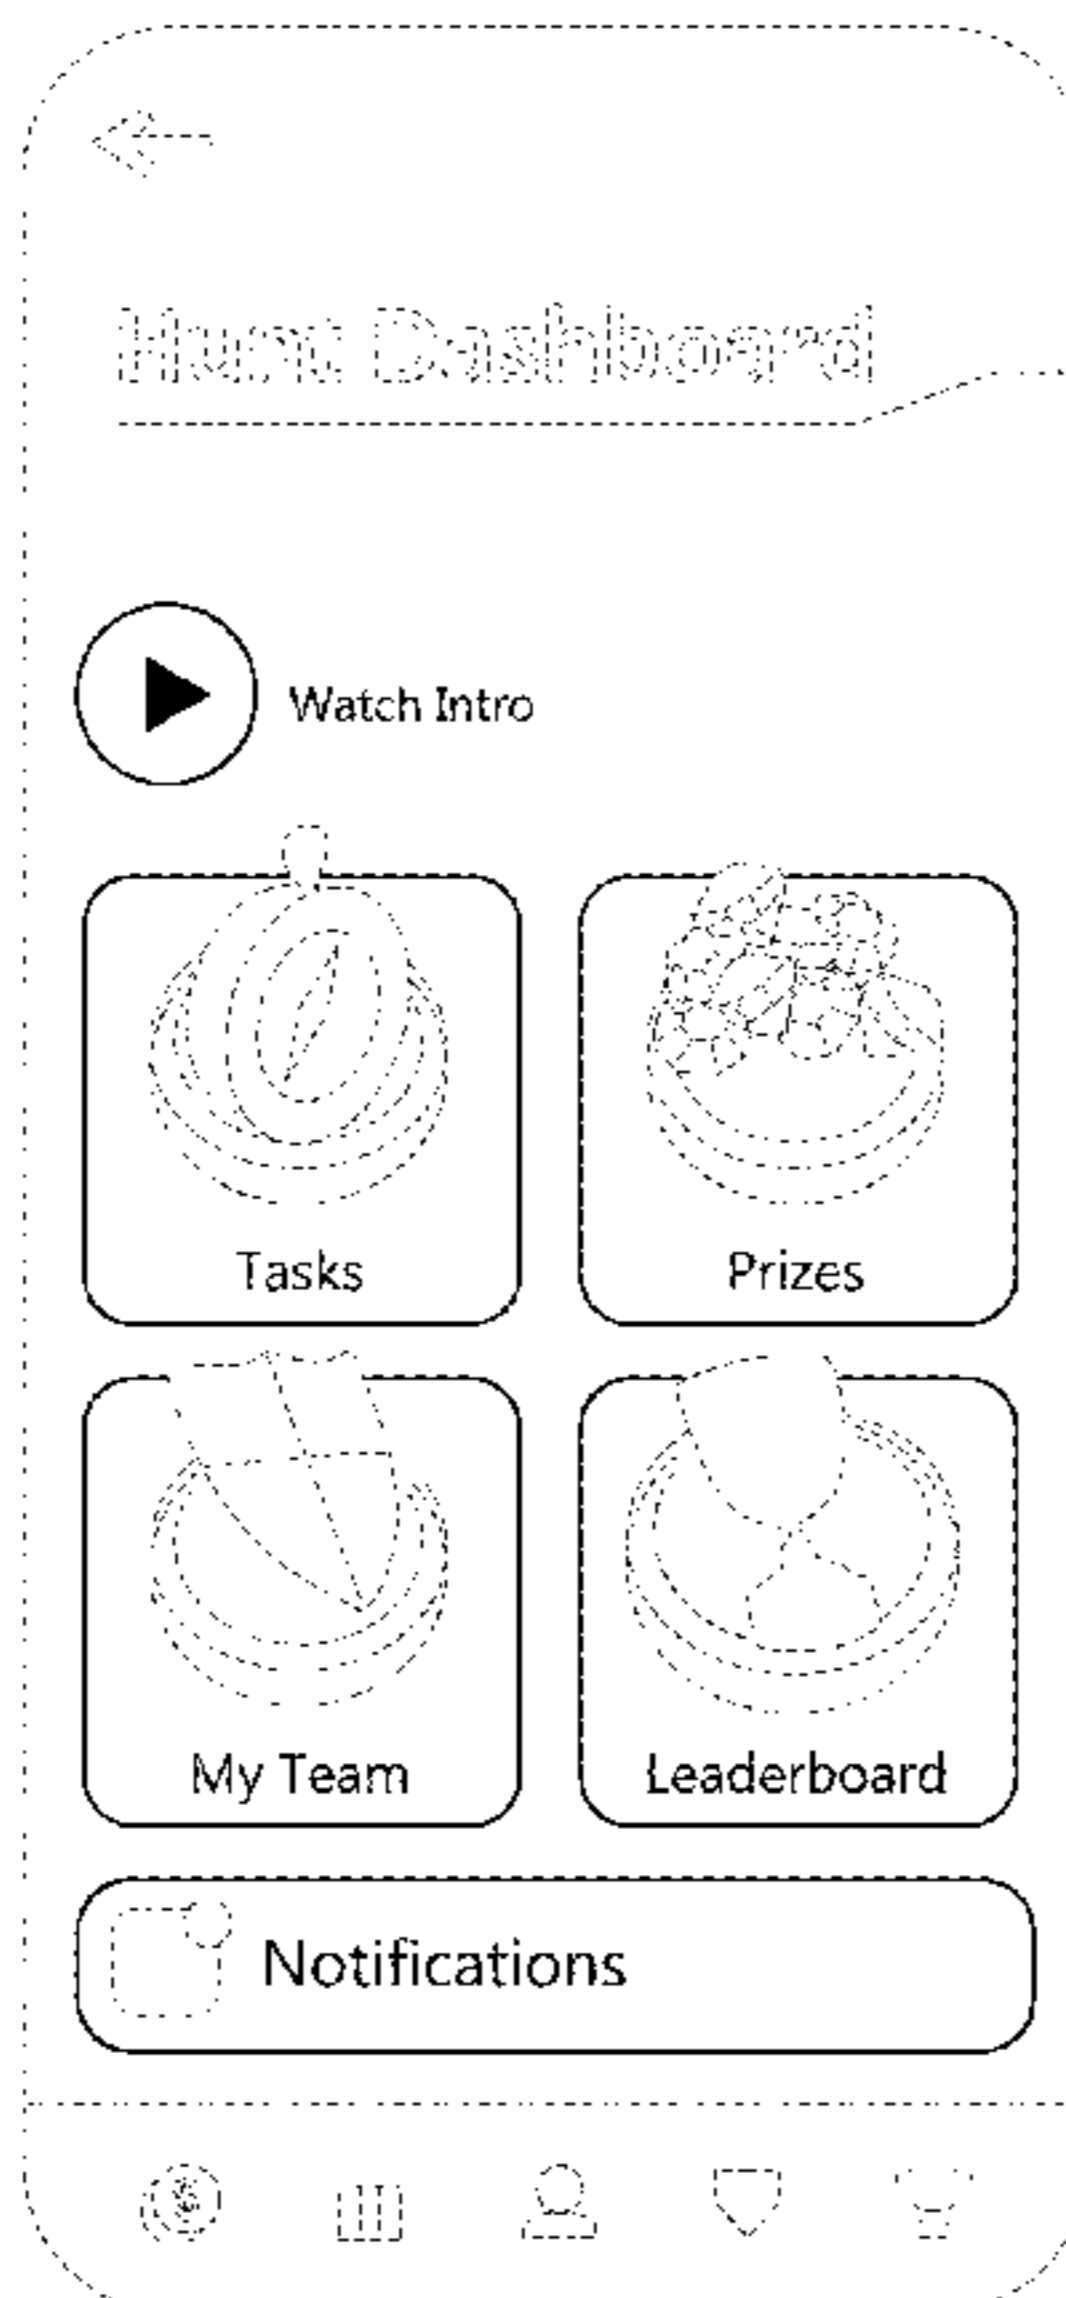 Hunt Dashboard
Watch Intro
Tasks
Prizes
My Team
Leaderboard
Notifications
$